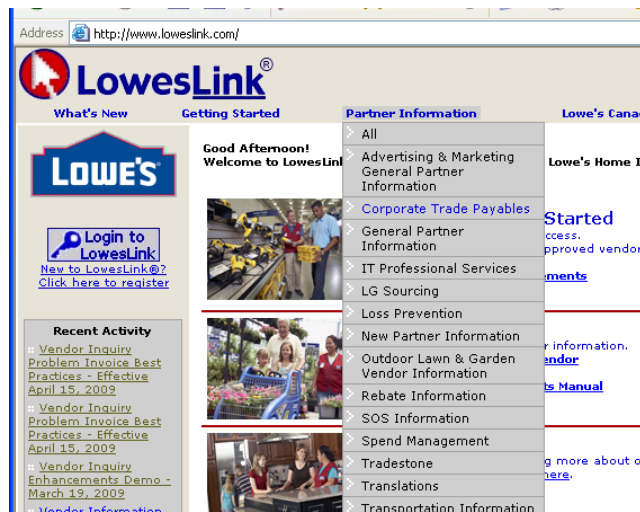 Address http://www.loweslink.com/
LowesLink®
What's New Getting Started Partner Information Lowe's Cana
LOWE'S
Login to
LowesLink
New to LowesLink®?
Click here to register
Recent Activity
Vendor Inquiry
Problem Invoice Best
Practices - Effective
April 15, 2009
Vendor Inquiry
Problem Invoice Best
Practices - Effective
April 15, 2009
Vendor Inquiry
Enhancements Demo -
March 19, 2009
Vendor Information
Good Afternoon!
Welcome to LowesLin
Lowe's Home I
All
Advertising & Marketing
General Partner
Information
Corporate Trade Payables
General Partner
Information
IT Professional Services
LG Sourcing
Loss Prevention
New Partner Information
Outdoor Lawn & Garden
Vendor Information
Rebate Information
SOS Information
Spend Management
Tradestone
Translations
Transportation Information
Started
ccess.
pproved vendor
ements
r information.
endor
ts Manual
g more about o
here.